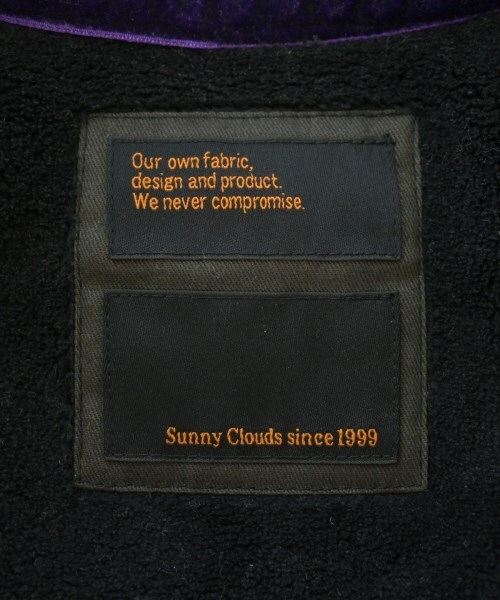 Our own fabric,
design and product.
We never compromise.
Sunny Clouds since 1999